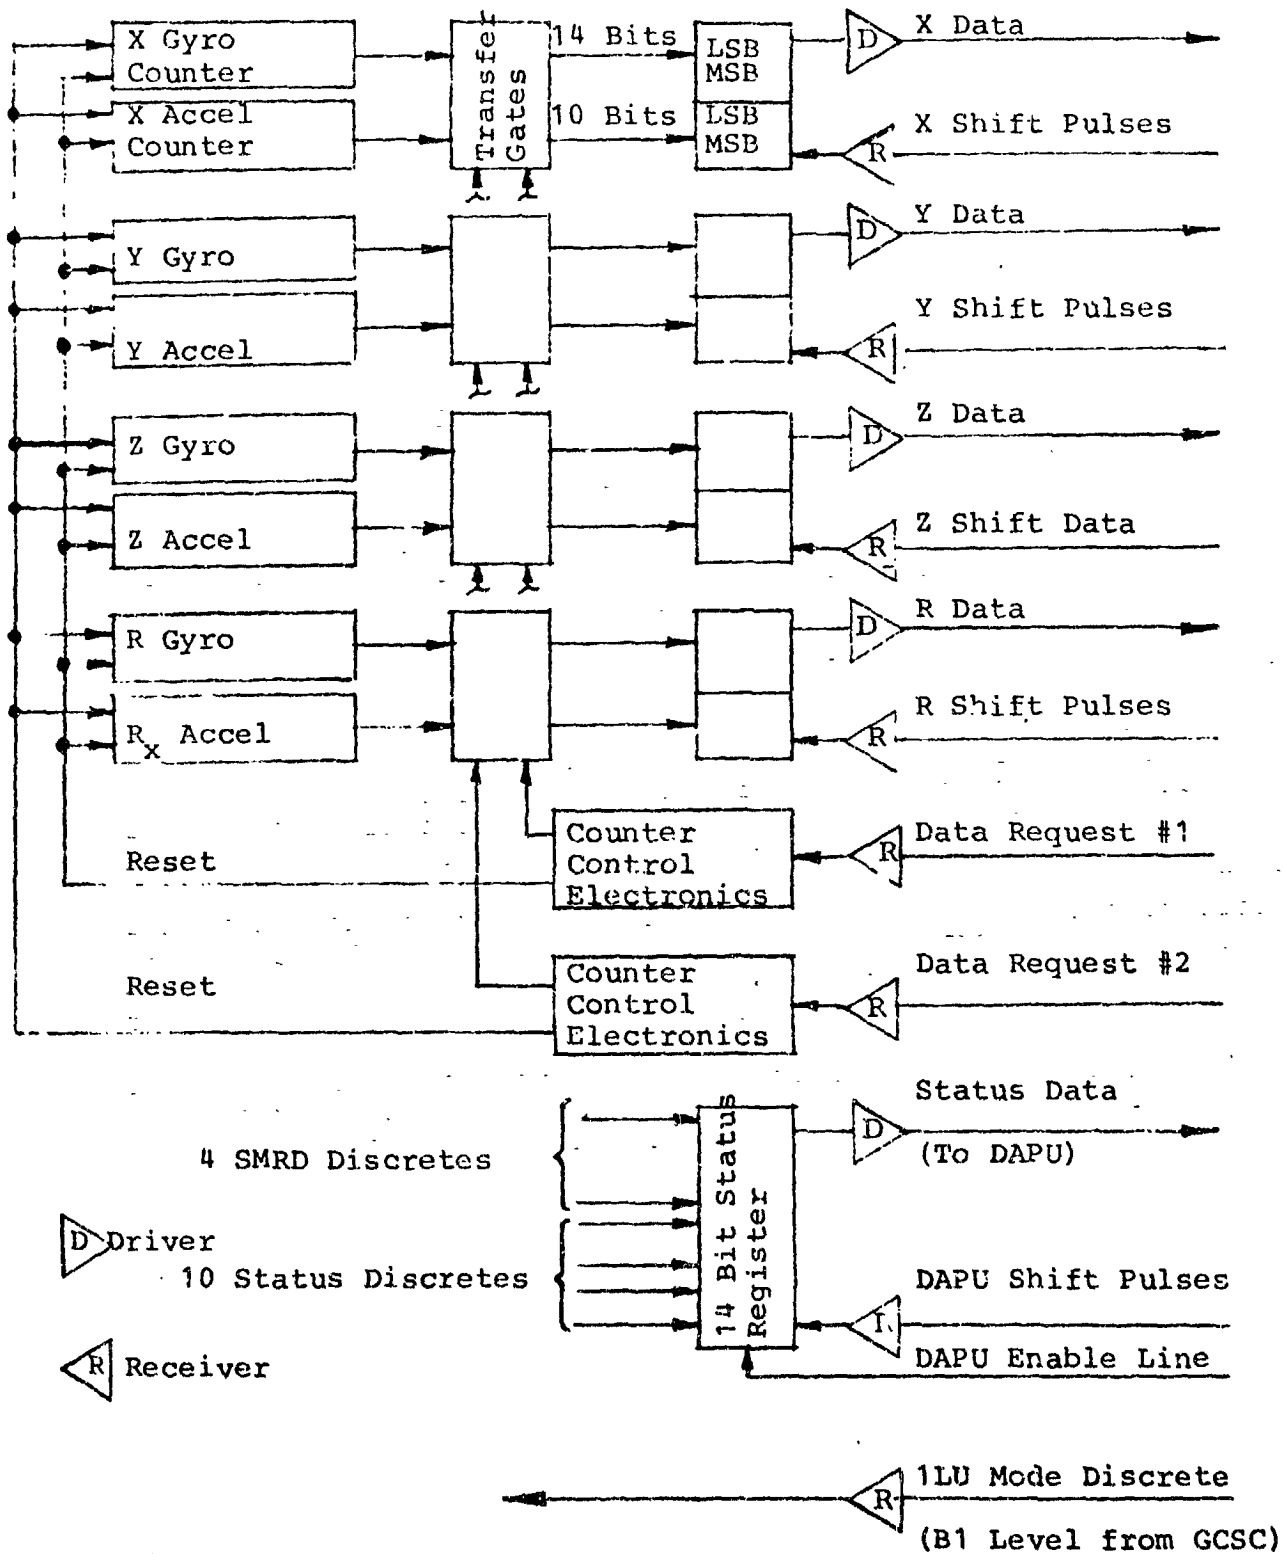 X Gyro
Counter
X Accel
Counter
Transfer
Gates
14 Bits
10 Bits
LSB
MSB
LSB
MSB
D
X Data
X Shift Pulses
R
Y Gyro
Y Accel
D
Y Data
Y Shift Pulses
R
Z Gyro
Z Accel
D
Z Data
Z Shift Data
R
R Gyro
Rx Accel
D
R Data
R Shift Pulses
R
Reset
Counter
Control
Electronics
R
Data Request #1
Reset
Counter
Control
Electronics
R
Data Request #2
4 SMRD Discretes
10 Status Discretes
14 Bit Status
Register
D
Status Data
(To DAPU)
DAPU Shift Pulses
DAPU Enable Line
D Driver
R Receiver
R
1LU Mode Discrete
(B1 Level from GCSC)